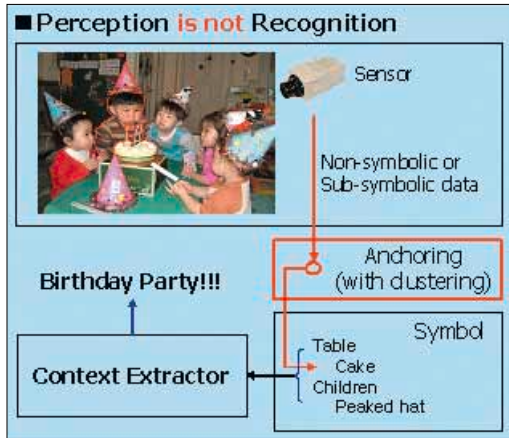 ■Perception is not Recognition
Sensor
Non-symbolic or
Sub-symbolic data
Anchoring
(with clustering)
Birthday Party!!!
Symbol
Table
Cake
Children
Peaked hat
Context Extractor